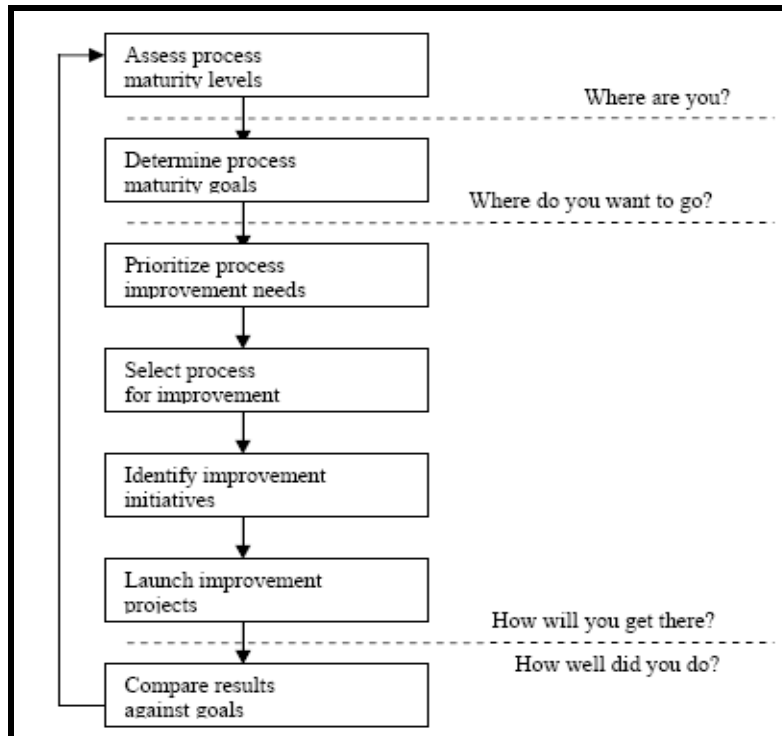 Assess process
maturity levels
Where are you?
Determine process
maturity goals
Where do you want to go?
Prioritize process
improvement needs
Select process
for improvement
Identify improvement
initiatives
Launch improvement
projects
How will you get there?
How well did you do?
Compare results
against goals